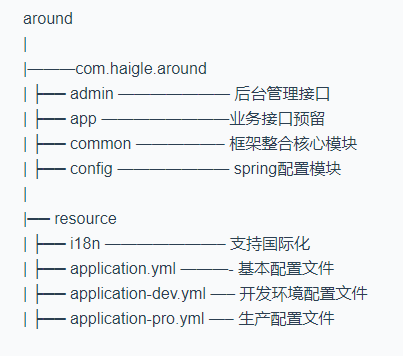 around
|
|———com.haigle.around
| ├── admin ——————— 后台管理接口
| ├── app ————————业务接口预留
| ├── common —————– 框架整合核心模块
| ├── config ——————– spring配置模块
|
|── resource
| ├── i18n ———————– 支持国际化
| ├── application.yml ———- 基本配置文件
| ├── application-dev.yml —– 开发环境配置文件
| ├── application-pro.yml —– 生产配置文件